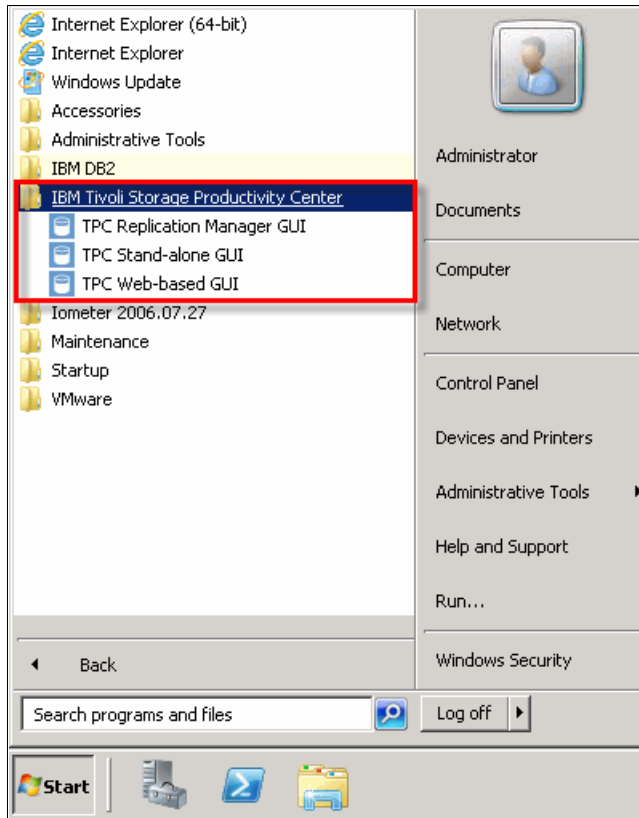 Internet Explorer (64-bit)
Internet Explorer
Windows Update
Accessories
Administrative Tools
IBM DB2
IBM Tivoli Storage Productivity Center
TPC Replication Manager GUI
TPC Stand-alone GUI
TPC Web-based GUI
Iometer 2006.07.27
Maintenance
Startup
VMware
Back
Search programs and files
Administrator
Documents
Computer
Network
Control Panel
Devices and Printers
Administrative Tools
Help and Support
Run...
Windows Security
Log off
Start